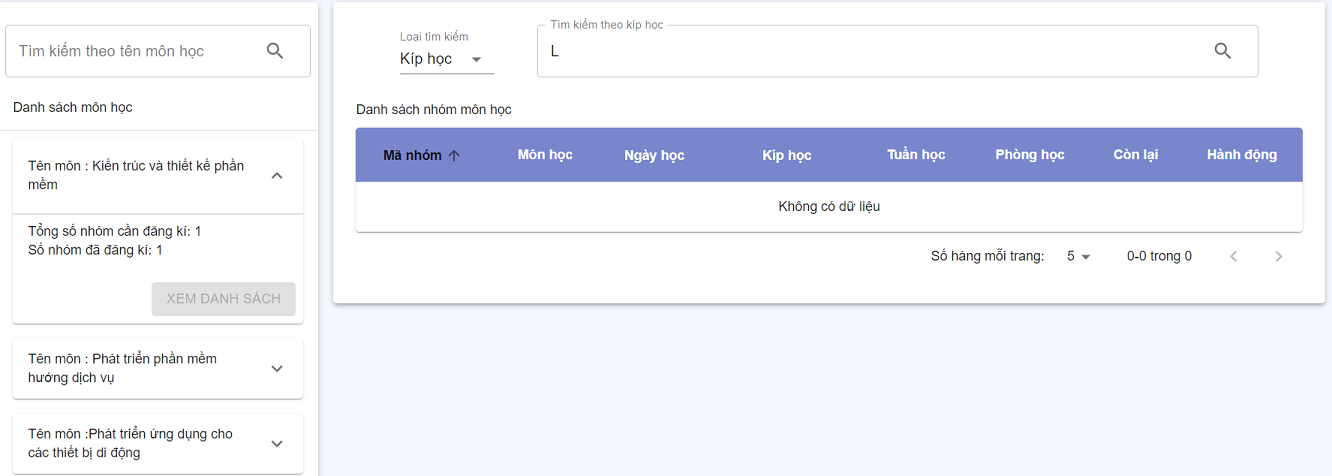 Tìm kiếm theo tên môn học
Danh sách môn học
Tên môn : Kiến trúc và thiết kế phần
mềm
Tổng số nhóm cần đăng kí: 1
Số nhóm đã đăng kí: 1
XEM DANH SÁCH
Tên môn : Phát triển phần mềm
hướng dịch vụ
Tên môn :Phát triển ứng dụng cho
các thiết bị di động
Loại tìm kiếm
Kíp học
Tìm kiếm theo kíp học
L
Danh sách nhóm môn học
Mã nhóm Môn học Ngày học Kíp học Tuần học Phòng học Còn lại Hành động
Không có dữ liệu
Số hàng mỗi trang: 5 0-0 trong 0